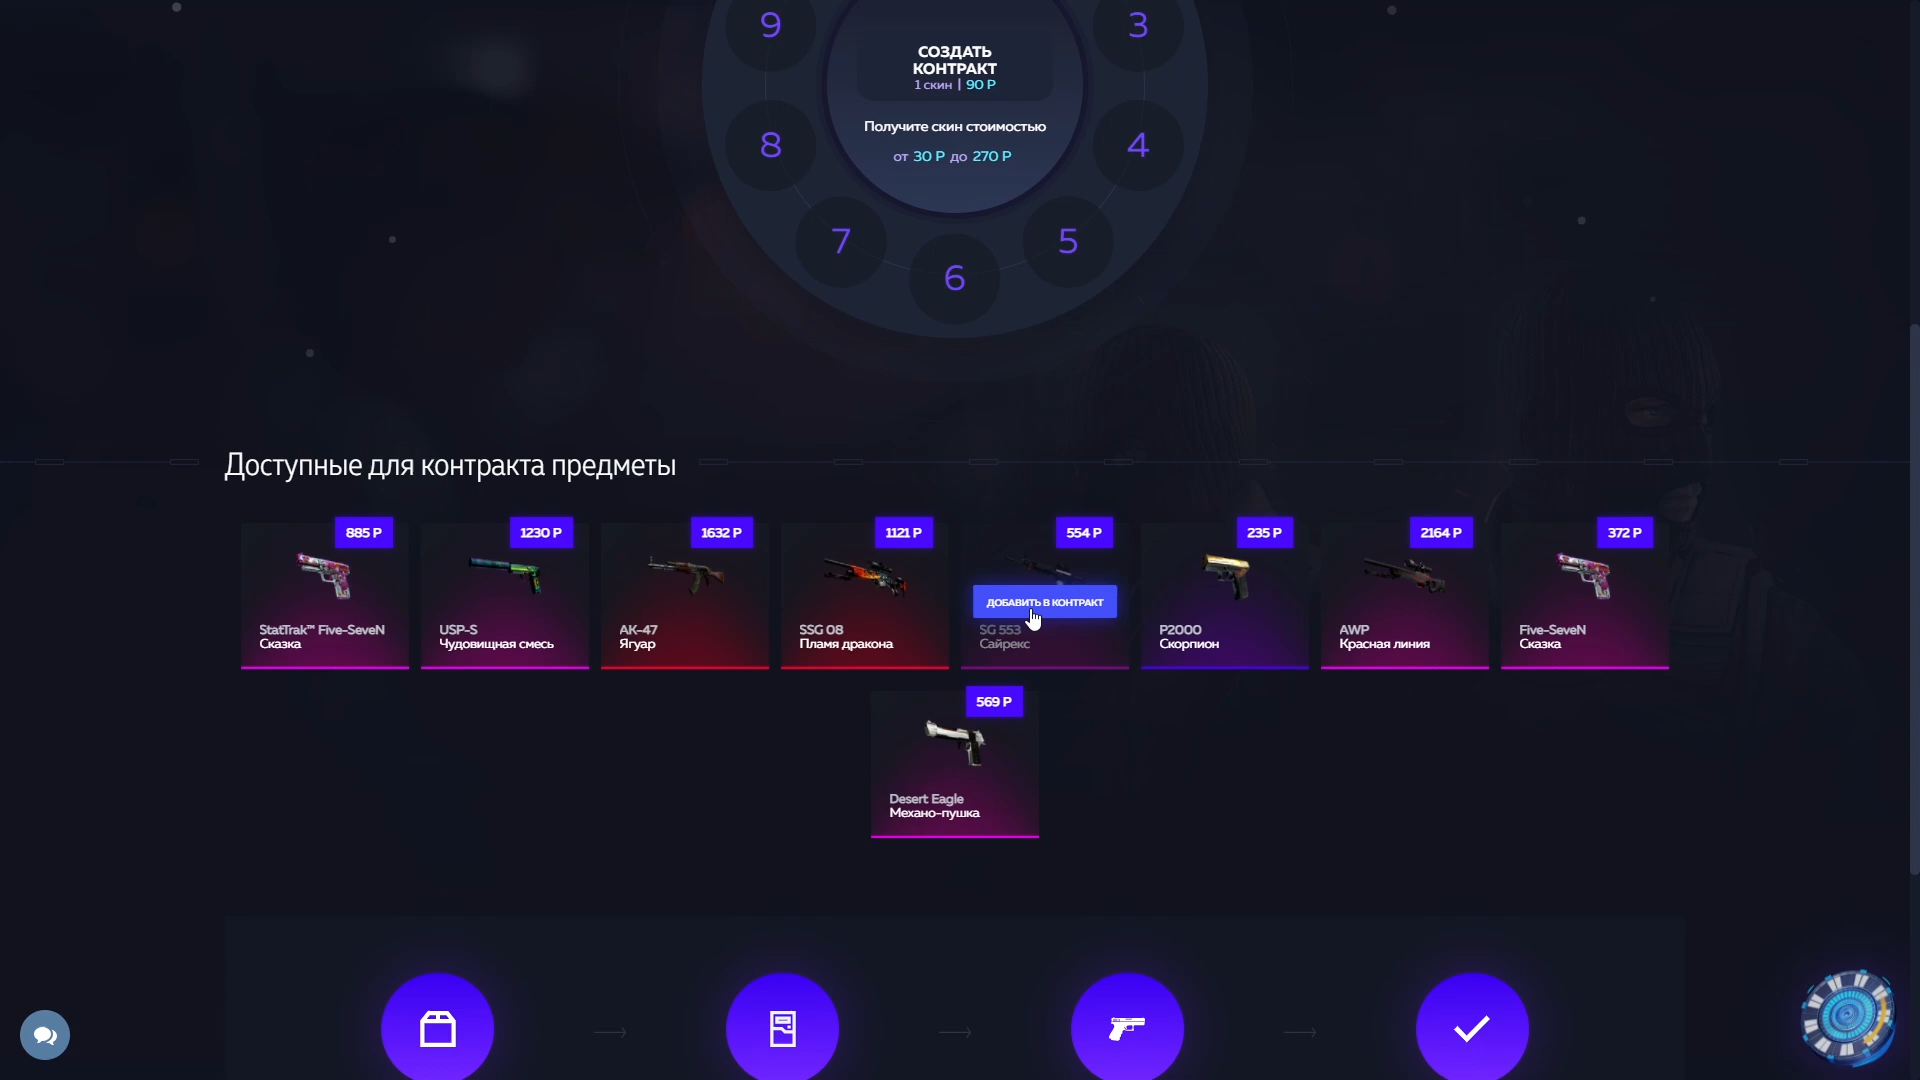 9
3
СОЗДАТЬ
КОНТРАКТ
1 скин | 90 Р
8
4
Получите скин стоимостью
от 30 Р до 270 Р
7
5
6
Доступные для контракта предметы
885 Р
StatTrak™ Five-SeveN
Сказка
1230 Р
USP-S
Чудовищная смесь
1632 Р
AK-47
Ягуар
1121 Р
SSG 08
Пламя дракона
554 Р
ДОБАВИТЬ В КОНТРАКТ
SG 553
Сайрекс
235 Р
P2000
Скорпион
2164 Р
AWP
Красная линия
372 Р
Five-SeveN
Сказка
569 Р
Desert Eagle
Механо-пушка